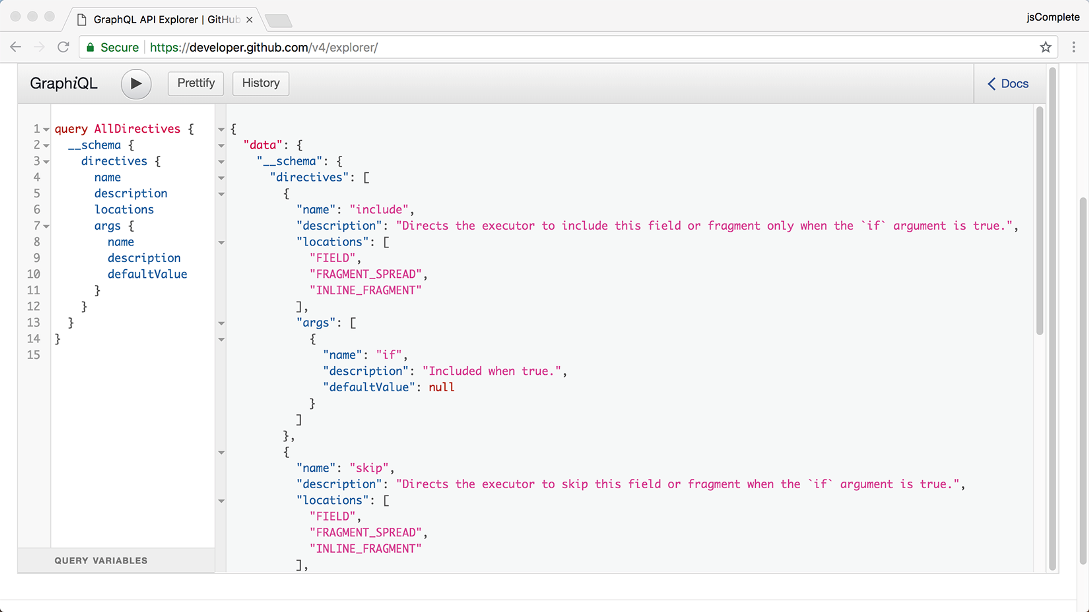 GraphQL API Explorer | GitHub
jsComplete
Secure https://developer.github.com/v4/explorer/
GraphiQL
Prettify
History
Docs
1 query AllDirectives {
2   __schema {
3     directives {
4       name
5       description
6       locations
7       args {
8         name
9         description
10         defaultValue
11       }
12     }
13   }
14 }
15
QUERY VARIABLES
{
  "data": {
    "__schema": {
      "directives": [
        {
          "name": "include",
          "description": "Directs the executor to include this field or fragment only when the `if` argument is true.",
          "locations": [
            "FIELD",
            "FRAGMENT_SPREAD",
            "INLINE_FRAGMENT"
          ],
          "args": [
            {
              "name": "if",
              "description": "Included when true.",
              "defaultValue": null
            }
          ]
        },
        {
          "name": "skip",
          "description": "Directs the executor to skip this field or fragment when the `if` argument is true.",
          "locations": [
            "FIELD",
            "FRAGMENT_SPREAD",
            "INLINE_FRAGMENT"
          ],